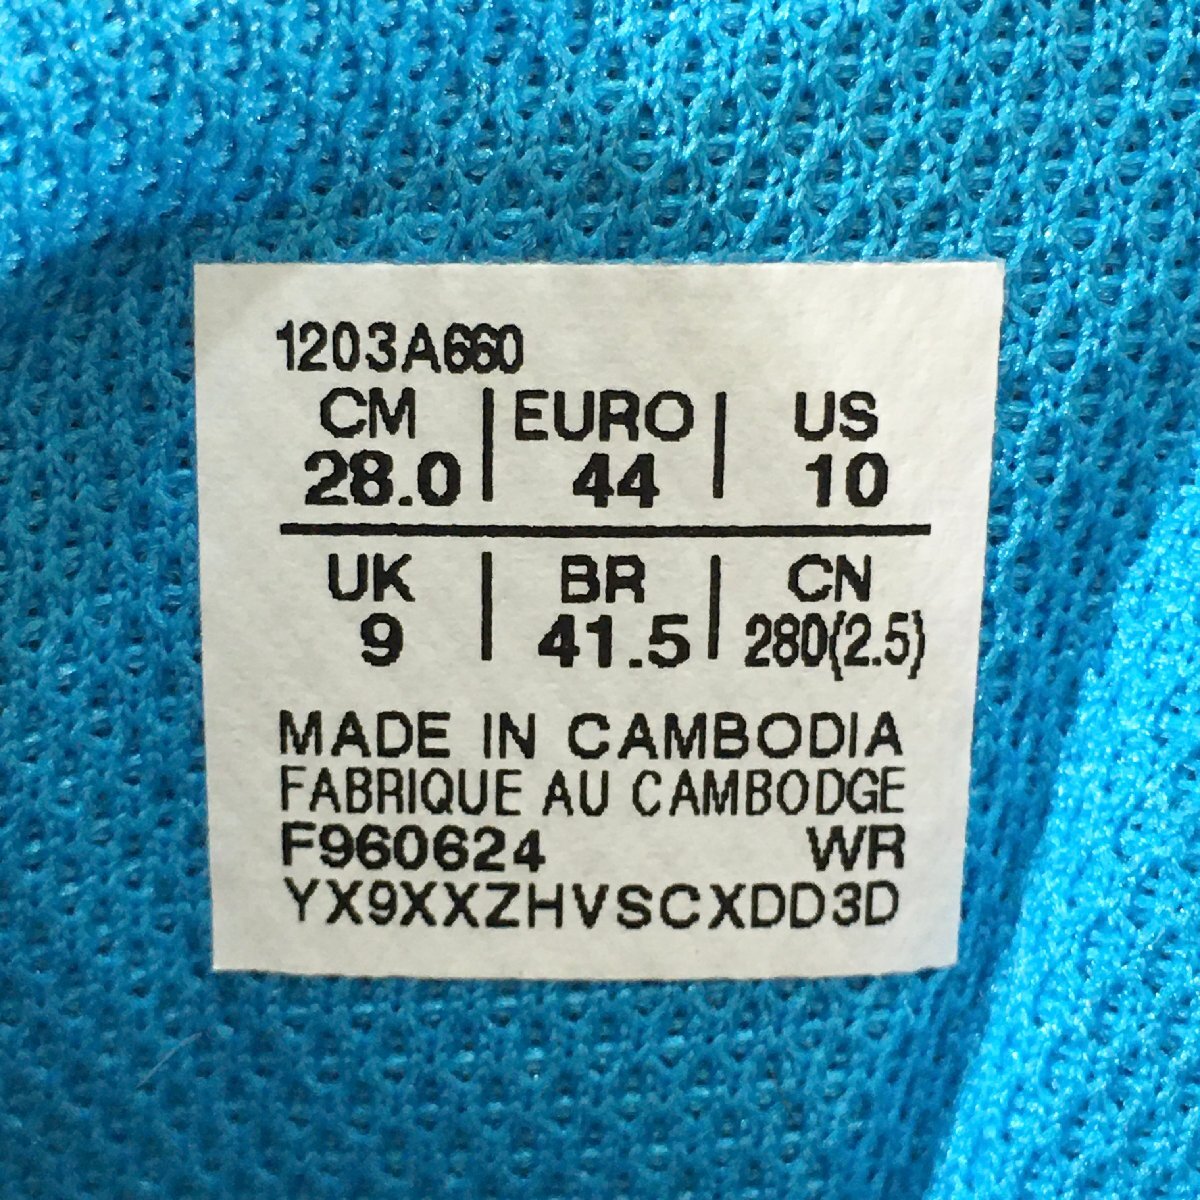 1203A660
CM | EURO | US
28.0 | 44 | 10
UK | BR | CN
9 | 41.5 | 280(2.5)
MADE IN CAMBODIA
FABRIQUE AU CAMBODGE
F960624 WR
YX9XXZHVSCXDD3D